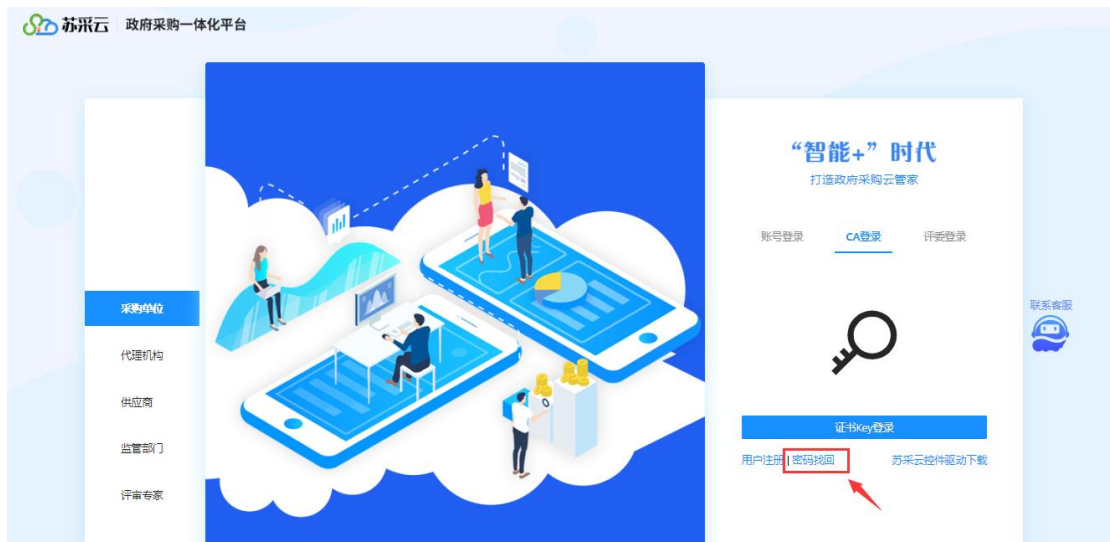 苏采云 政府采购一体化平台
“智能+”时代
打造政府采购云管家
账号登录 CA登录 评委登录
采购单位
代理机构
供应商
监管部门
评审专家
联系客服
证书Key登录
用户注册 | 密码找回 苏采云控件驱动下载